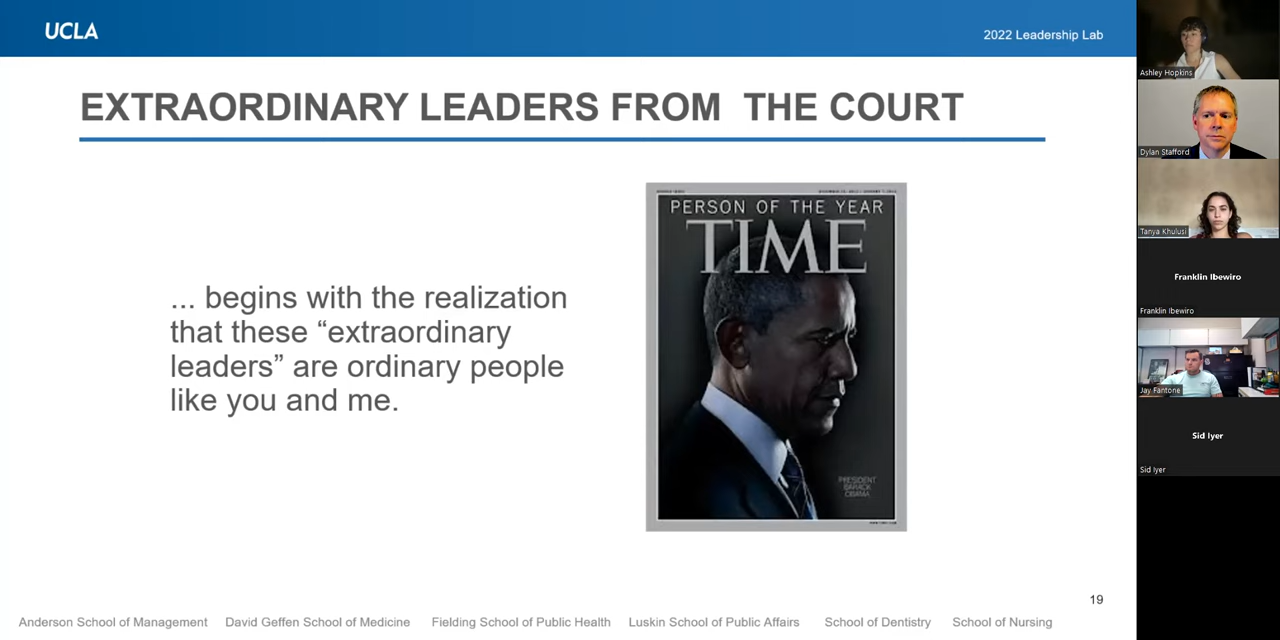 UCLA
2022 Leadership Lab
EXTRAORDINARY LEADERS FROM THE COURT
... begins with the realization
that these “extraordinary
leaders” are ordinary people
like you and me.
PERSON OF THE YEAR
TIME
PRESIDENT
BARACK
OBAMA
19
Anderson School of Management David Geffen School of Medicine Fielding School of Public Health Luskin School of Public Affairs School of Dentistry School of Nursing
Ashley Hopkins
Dylan Stafford
Tanya Khulusi
Franklin Ibewiro
Franklin Ibewiro
Jay Fantone
Sid Iyer
Sid Iyer